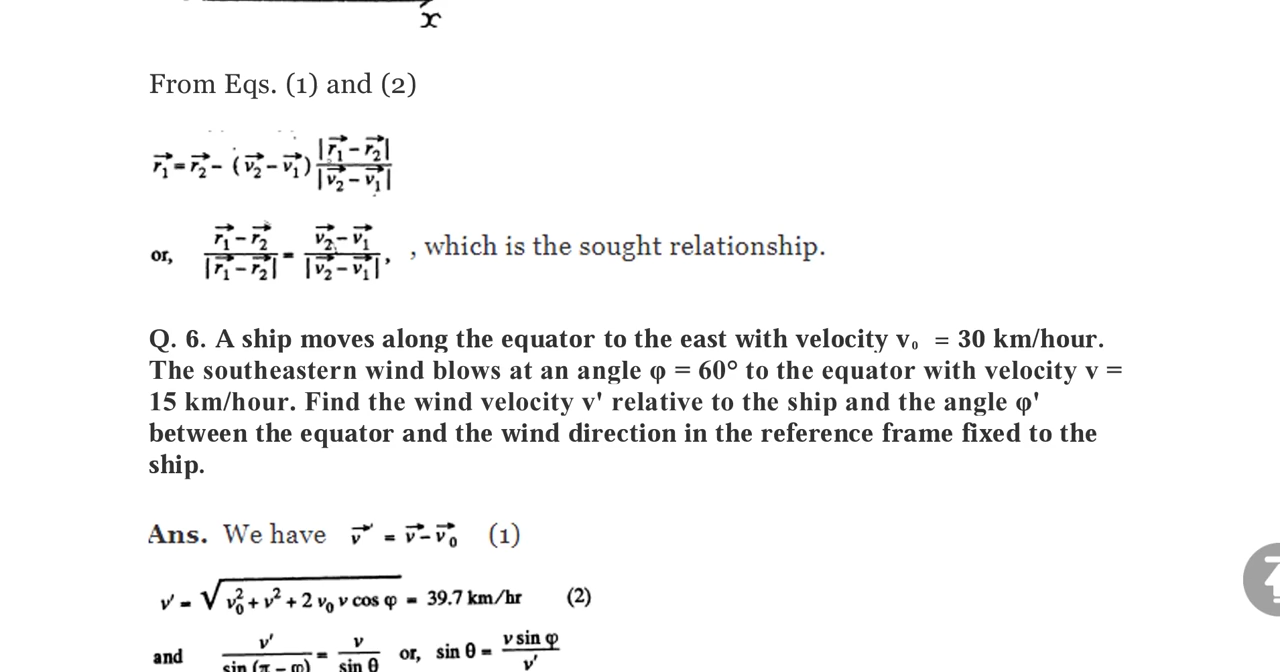 x
From Eqs. (1) and (2)
r⃗₁ = r⃗₂ - (v⃗₂ - v⃗₁) |r⃗₁ - r⃗₂| / |v⃗₂ - v⃗₁|
or, (r⃗₁ - r⃗₂) / |r⃗₁ - r⃗₂| = (v⃗₂ - v⃗₁) / |v⃗₂ - v⃗₁|, , which is the sought relationship.
Q. 6. A ship moves along the equator to the east with velocity v₀ = 30 km/hour.
The southeastern wind blows at an angle φ = 60° to the equator with velocity v =
15 km/hour. Find the wind velocity v' relative to the ship and the angle φ'
between the equator and the wind direction in the reference frame fixed to the
ship.
Ans. We have v⃗' = v⃗ - v⃗₀ (1)
v' = √(v₀² + v² + 2 v₀ v cos φ) = 39.7 km/hr (2)
and v' / sin (π - φ) = v / sin θ or, sin θ = v sin φ / v'